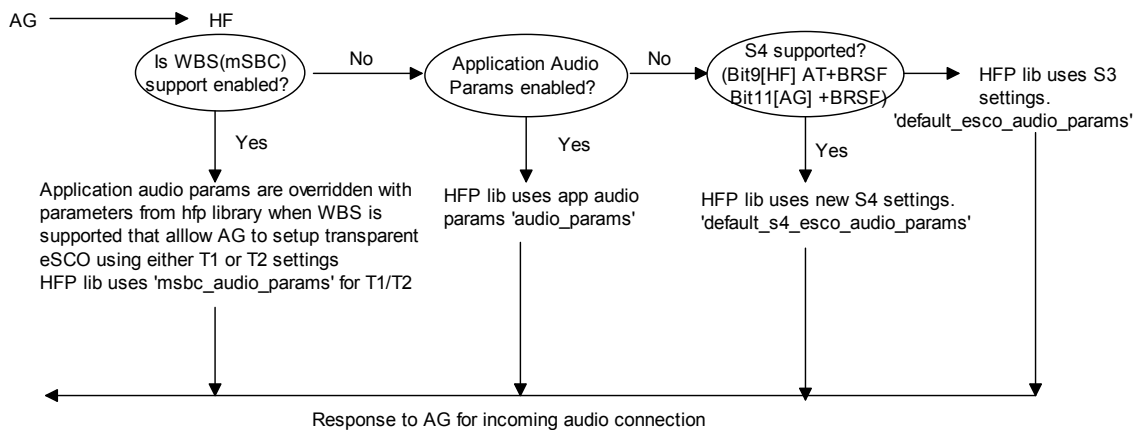 AG
HF
Is WBS(mSBC)
support enabled?
No
Application Audio
Params enabled?
No
S4 supported?
(Bit9[HF] AT+BRSF
Bit11[AG] +BRSF)
HFP lib uses S3
settings.
'default_esco_audio_params'
Yes
Yes
Yes
Application audio params are overridden with
parameters from hfp library when WBS is
supported that alllow AG to setup transparent
eSCO using either T1 or T2 settings
HFP lib uses 'msbc_audio_params' for T1/T2
HFP lib uses app audio
params 'audio_params'
HFP lib uses new S4 settings.
'default_s4_esco_audio_params'
Response to AG for incoming audio connection